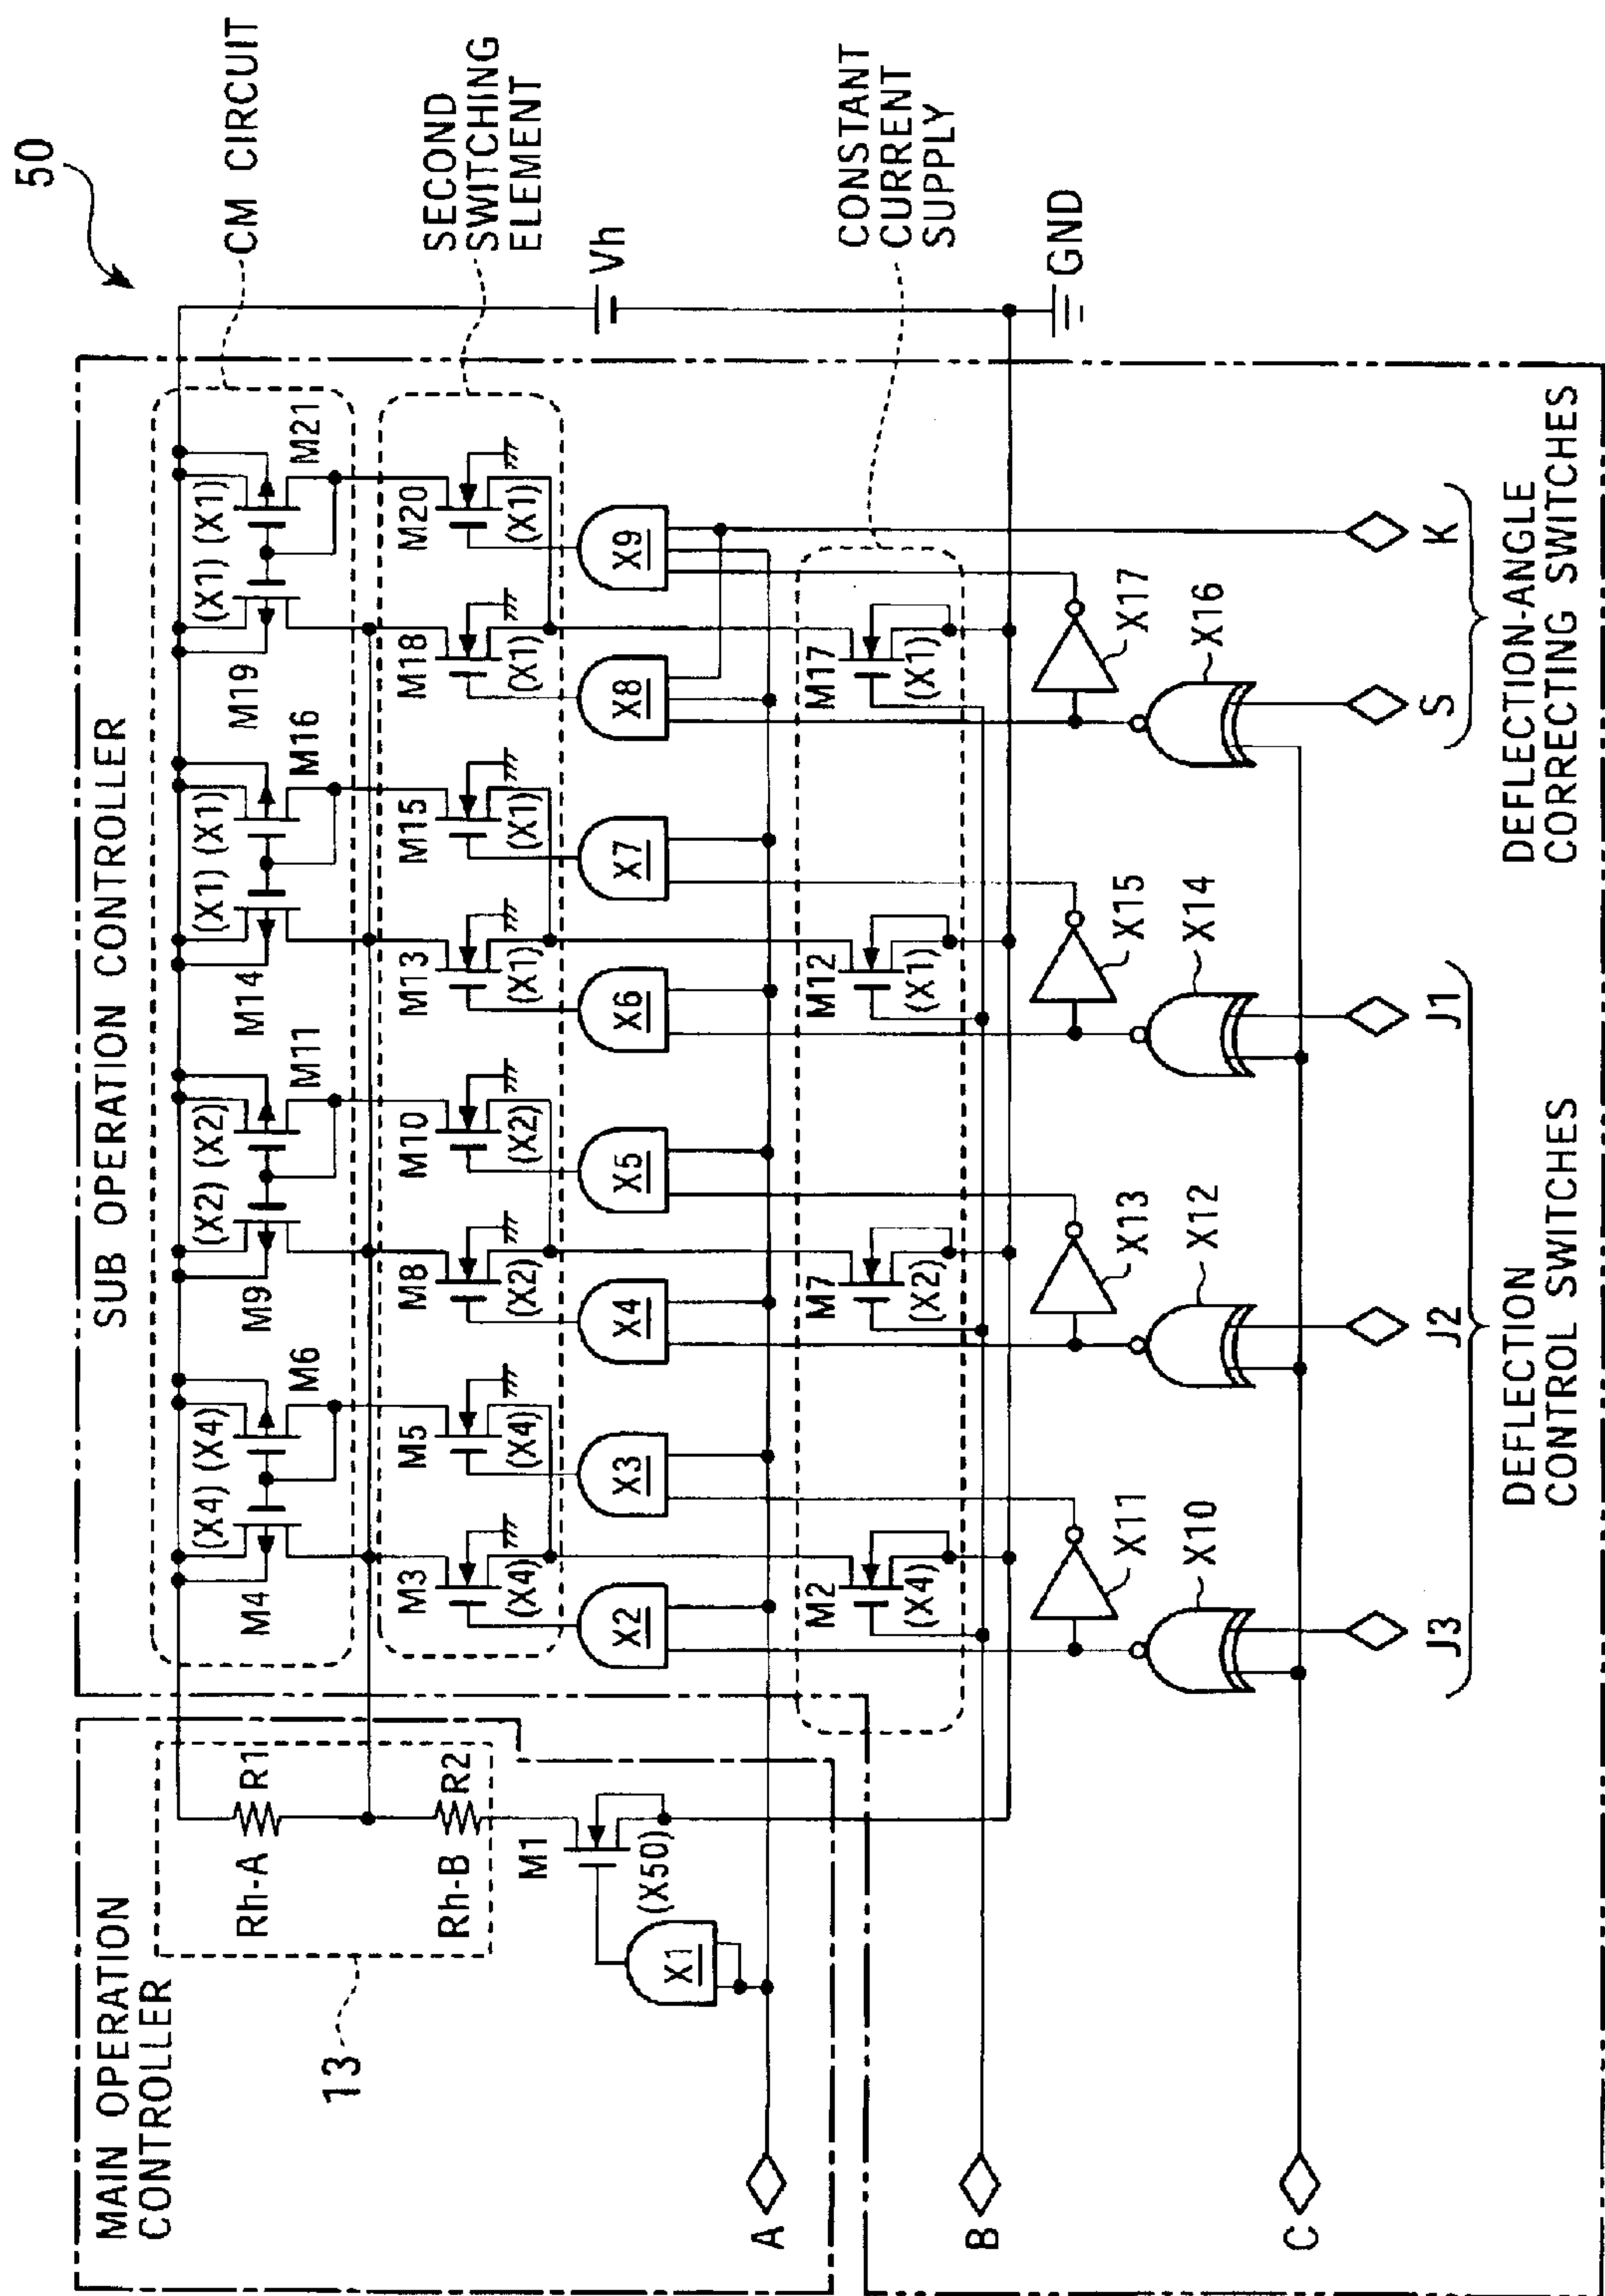 50
CM CIRCUIT
SECOND
SWITCHING
ELEMENT
CONSTANT
CURRENT
SUPPLY
Vh
GND
SUB OPERATION CONTROLLER
M4
(X4) (X4)
M6
M9
(X2) (X2)
M11
M14
(X1) (X1)
M16
M19
(X1) (X1)
M21
M3
(X4)
M5
(X4)
M8
(X2)
M10
(X2)
M13
(X1)
M15
(X1)
M18
(X1)
M20
(X1)
X2
X3
X4
X5
X6
X7
X8
X9
M2
(X4)
M7
(X2)
M12
(X1)
M17
(X1)
X11
X13
X15
X17
X10
X12
X14
X16
J3
J2
J1
S
K
DEFLECTION
CONTROL SWITCHES
DEFLECTION-ANGLE
CORRECTING SWITCHES
MAIN OPERATION
CONTROLLER
Rh-A
R1
Rh-B
R2
13
M1
(X50)
X1
A
B
C